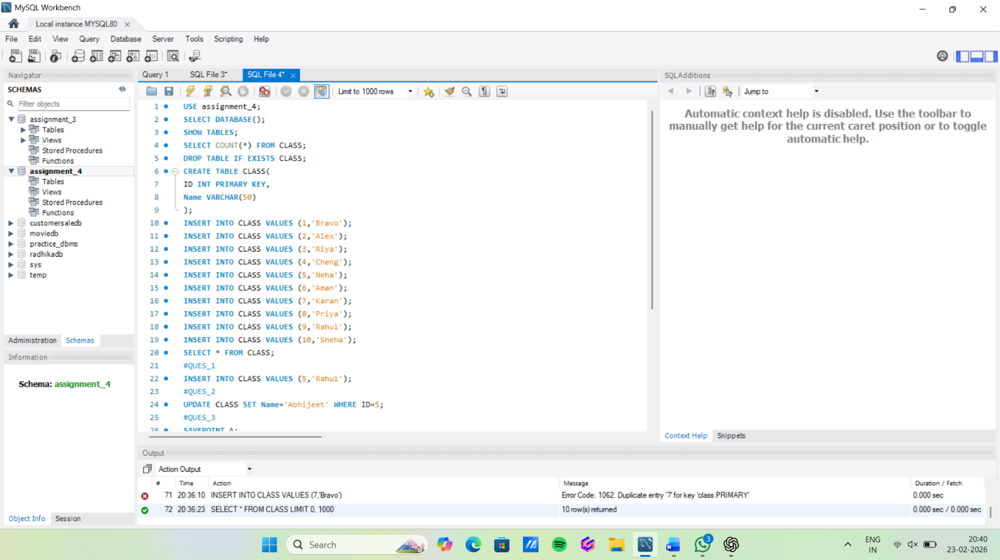 MySQL Workbench
Local instance MYSQL80
File Edit View Query Database Server Tools Scripting Help
Navigator
SCHEMAS
Filter objects
assignment_3
Tables
Views
Stored Procedures
Functions
assignment_4
Tables
Views
Stored Procedures
Functions
customersaledb
moviedb
practice_dbms
radhikadb
sys
temp
Administration Schemas
Information
Schema: assignment_4
Object Info Session
Query 1 SQL File 3* SQL File 4*
Limit to 1000 rows
1 USE assignment_4;
2 SELECT DATABASE();
3 SHOW TABLES;
4 SELECT COUNT(*) FROM CLASS;
5 DROP TABLE IF EXISTS CLASS;
6 CREATE TABLE CLASS(
7 ID INT PRIMARY KEY,
8 Name VARCHAR(50)
9 );
10 INSERT INTO CLASS VALUES (1,'Bravo');
11 INSERT INTO CLASS VALUES (2,'Alex');
12 INSERT INTO CLASS VALUES (3,'Riya');
13 INSERT INTO CLASS VALUES (4,'Cheng');
14 INSERT INTO CLASS VALUES (5,'Neha');
15 INSERT INTO CLASS VALUES (6,'Aman');
16 INSERT INTO CLASS VALUES (7,'Karan');
17 INSERT INTO CLASS VALUES (8,'Priya');
18 INSERT INTO CLASS VALUES (9,'Rahul');
19 INSERT INTO CLASS VALUES (10,'Sneha');
20 SELECT * FROM CLASS;
21 #QUES_1
22 INSERT INTO CLASS VALUES (5,'Rahul');
23 #QUES_2
24 UPDATE CLASS SET Name='Abhijeet' WHERE ID=5;
25 #QUES_3
26 SAVEPOINT A;
SQLAdditions
Jump to
Automatic context help is disabled. Use the toolbar to
manually get help for the current caret position or to toggle
automatic help.
Context Help Snippets
Output
Action Output
# Time Action Message Duration / Fetch
71 20:36:10 INSERT INTO CLASS VALUES (7,'Bravo') Error Code: 1062. Duplicate entry '7' for key 'class.PRIMARY' 0.000 sec
72 20:36:23 SELECT * FROM CLASS LIMIT 0, 1000 10 row(s) returned 0.000 sec / 0.000 sec
Search
3
ENG
IN
20:40
23-02-2026